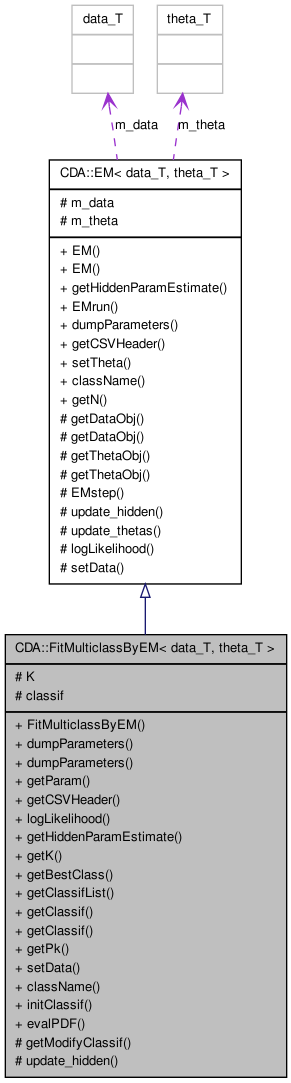 data_T
theta_T
m_data
m_theta
CDA::EM< data_T, theta_T >
# m_data
# m_theta
+ EM()
+ EM()
+ getHiddenParamEstimate()
+ EMrun()
+ dumpParameters()
+ getCSVHeader()
+ setTheta()
+ className()
+ getN()
# getDataObj()
# getDataObj()
# getThetaObj()
# getThetaObj()
# EMstep()
# update_hidden()
# update_thetas()
# logLikelihood()
# setData()
CDA::FitMulticlassByEM< data_T, theta_T >
# K
# classif
+ FitMulticlassByEM()
+ dumpParameters()
+ dumpParameters()
+ getParam()
+ getCSVHeader()
+ logLikelihood()
+ getHiddenParamEstimate()
+ getK()
+ getBestClass()
+ getClassifList()
+ getClassif()
+ getClassif()
+ getPk()
+ setData()
+ className()
+ initClassif()
+ evalPDF()
# getModifyClassif()
# update_hidden()